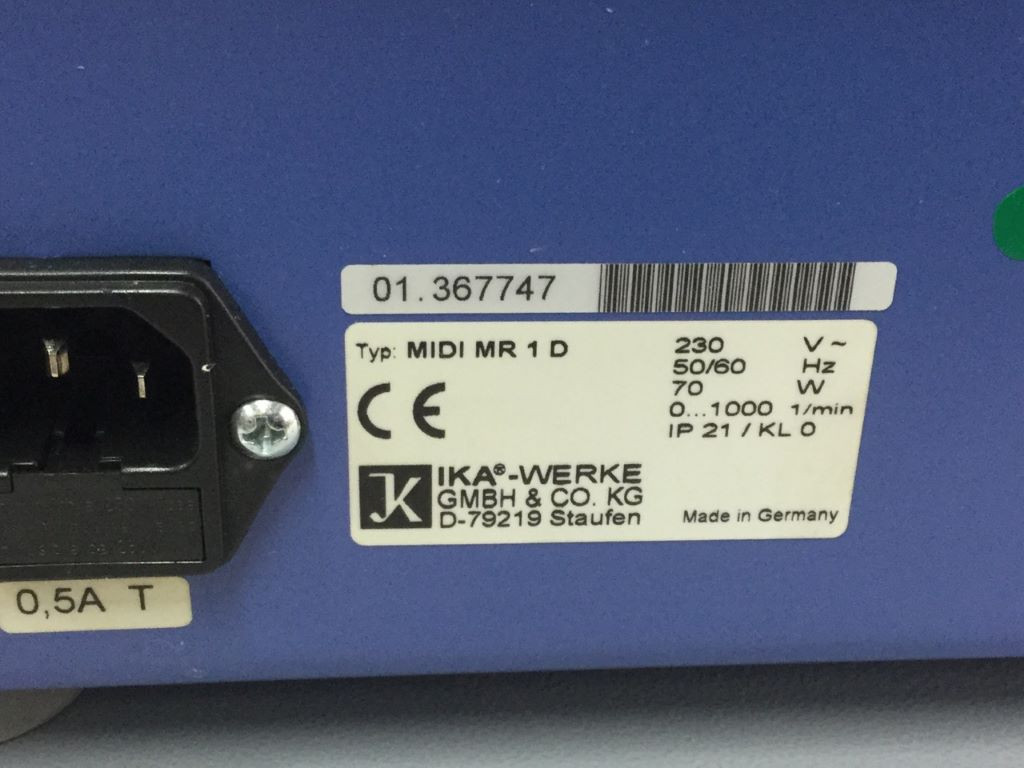 01.367747
Typ: MIDI MR 1 D
230 V~
50/60 Hz
70 W
0...1000 1/min
IP 21 / KL 0
CE
IKA®-WERKE
GMBH & CO. KG
D-79219 Staufen
Made in Germany
0,5A T